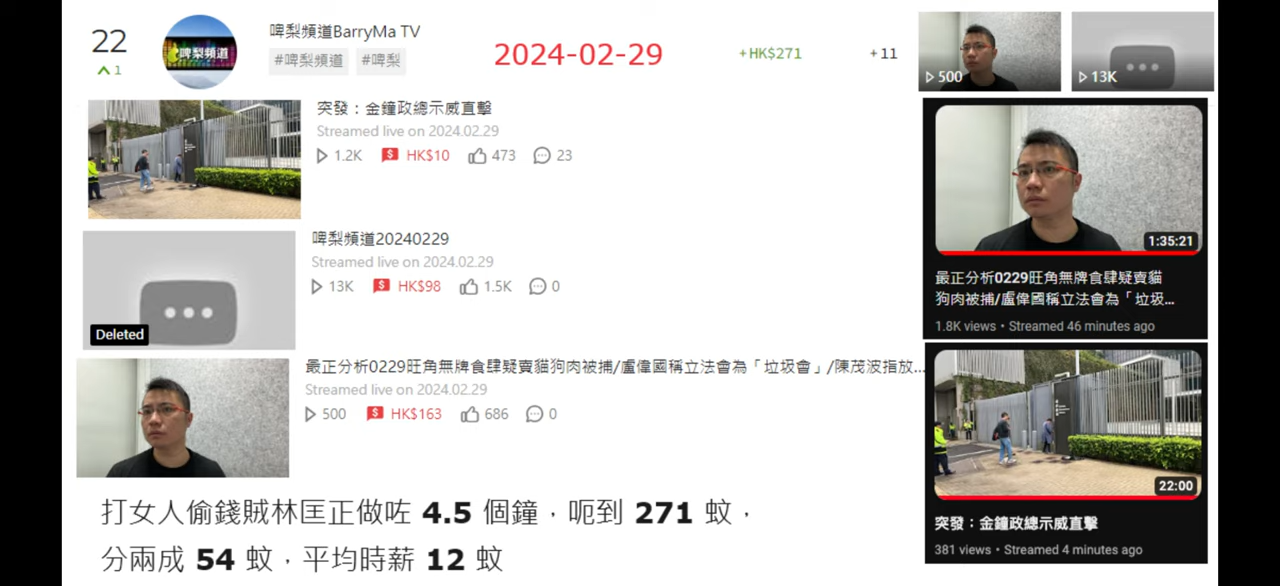 22
1
啤梨頻道
啤梨頻道BarryMa TV
#啤梨頻道 #啤梨
2024-02-29
+HK$271
+11
500
13K
突發：金鐘政總示威直擊
Streamed live on 2024.02.29
1.2K HK$10 473 23
啤梨頻道20240229
Streamed live on 2024.02.29
13K HK$98 1.5K 0
Deleted
最正分析0229旺角無牌食肆疑賣貓狗肉被捕/盧偉國稱立法會為「垃圾會」/陳茂波指放...
Streamed live on 2024.02.29
500 HK$163 686 0
打女人偷錢賊林匡正做咗 4.5 個鐘，呃到 271 蚊，
分兩成 54 蚊，平均時薪 12 蚊
1:35:21
最正分析0229旺角無牌食肆疑賣貓
狗肉被捕/盧偉國稱立法會為「垃圾...
1.8K views • Streamed 46 minutes ago
22:00
突發：金鐘政總示威直擊
381 views • Streamed 4 minutes ago